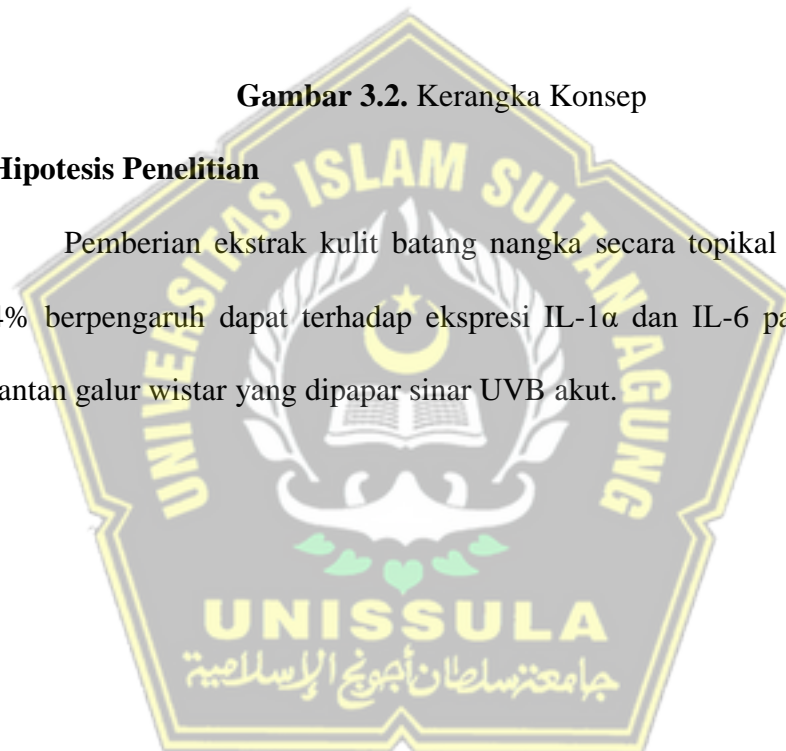 Gambar 3.2. Kerangka Konsep
Hipotesis Penelitian
Pemberian ekstrak kulit batang nangka secara topikal
4% berpengaruh dapat terhadap ekspresi IL-1α dan IL-6 pa
antan galur wistar yang dipapar sinar UVB akut.
UNIVERSITAS ISLAM SULTAN AGUNG
UNISSULA
جامعة سلطان أجونج الإسلامية